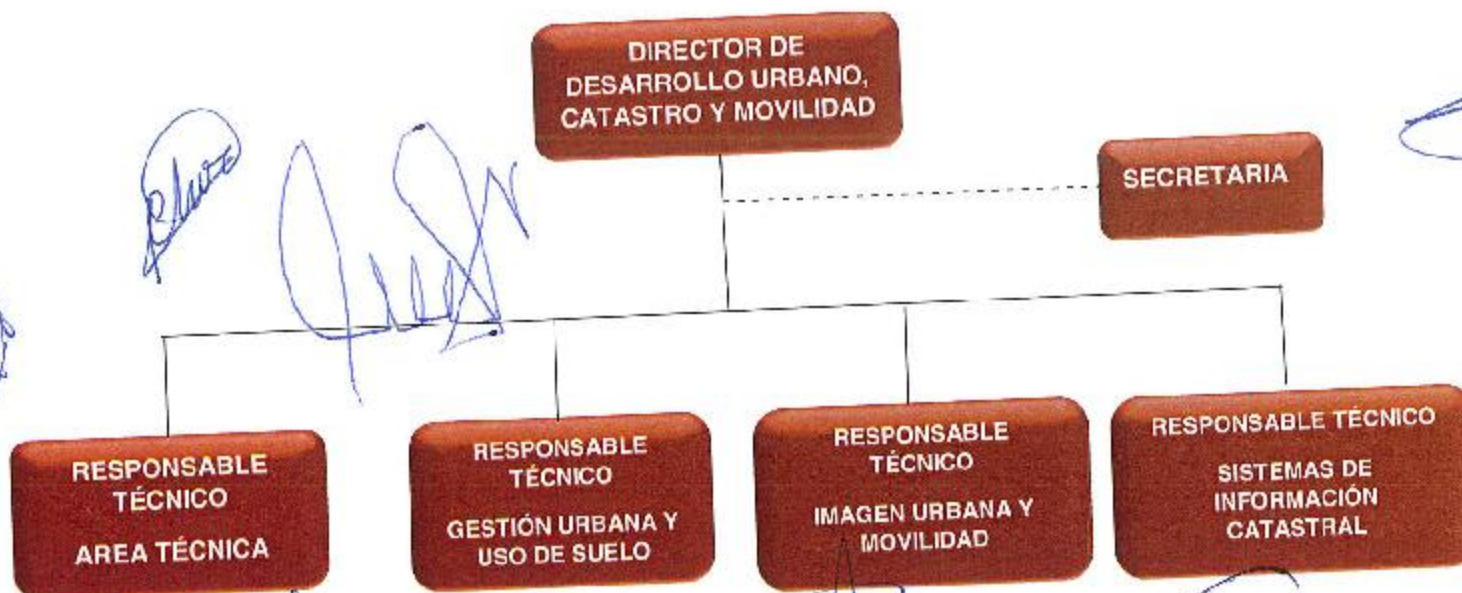 DIRECTOR DE
DESARROLLO URBANO,
CATASTRO Y MOVILIDAD
SECRETARIA
RESPONSABLE
TÉCNICO
AREA TÉCNICA
RESPONSABLE
TÉCNICO
GESTIÓN URBANA Y
USO DE SUELO
RESPONSABLE
TÉCNICO
IMAGEN URBANA Y
MOVILIDAD
RESPONSABLE TÉCNICO
SISTEMAS DE
INFORMACIÓN
CATASTRAL